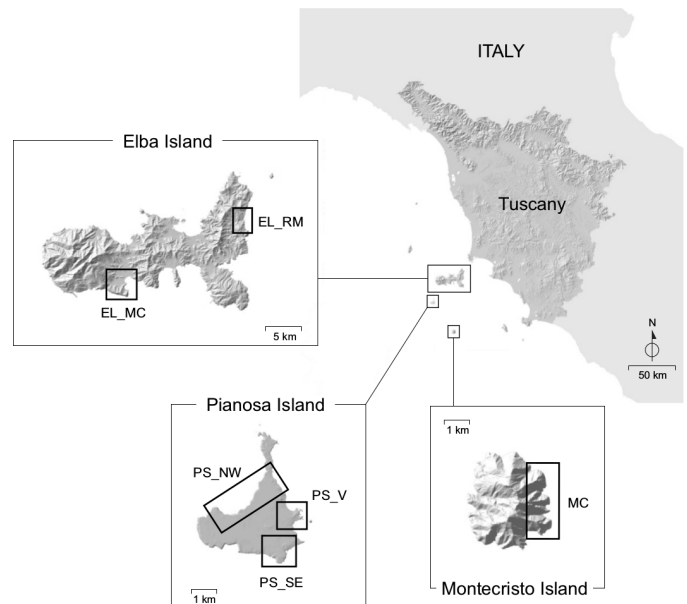 ITALY
Tuscany
N
50 km
Elba Island
EL_RM
EL_MC
5 km
Pianosa Island
PS_NW
PS_V
PS_SE
1 km
1 km
MC
Montecristo Island